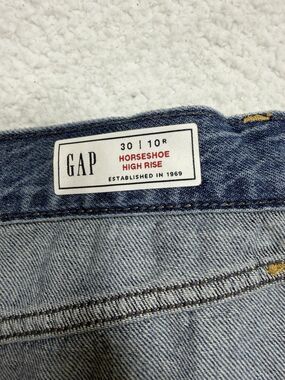 GAP
30 | 10R
HORSESHOE
HIGH RISE
ESTABLISHED IN 1969